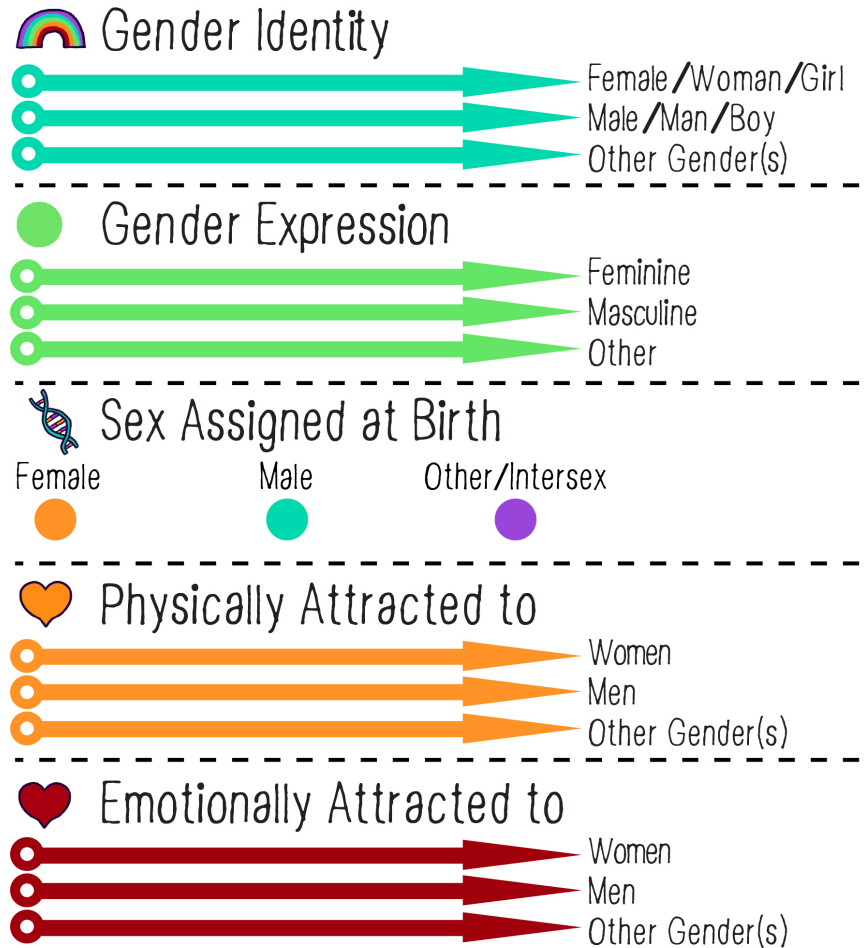 Gender Identity
Female/Woman/Girl
Male/Man/Boy
Other Gender(s)
Gender Expression
Feminine
Masculine
Other
Sex Assigned at Birth
Female Male Other/Intersex
Physically Attracted to
Women
Men
Other Gender(s)
Emotionally Attracted to
Women
Men
Other Gender(s)